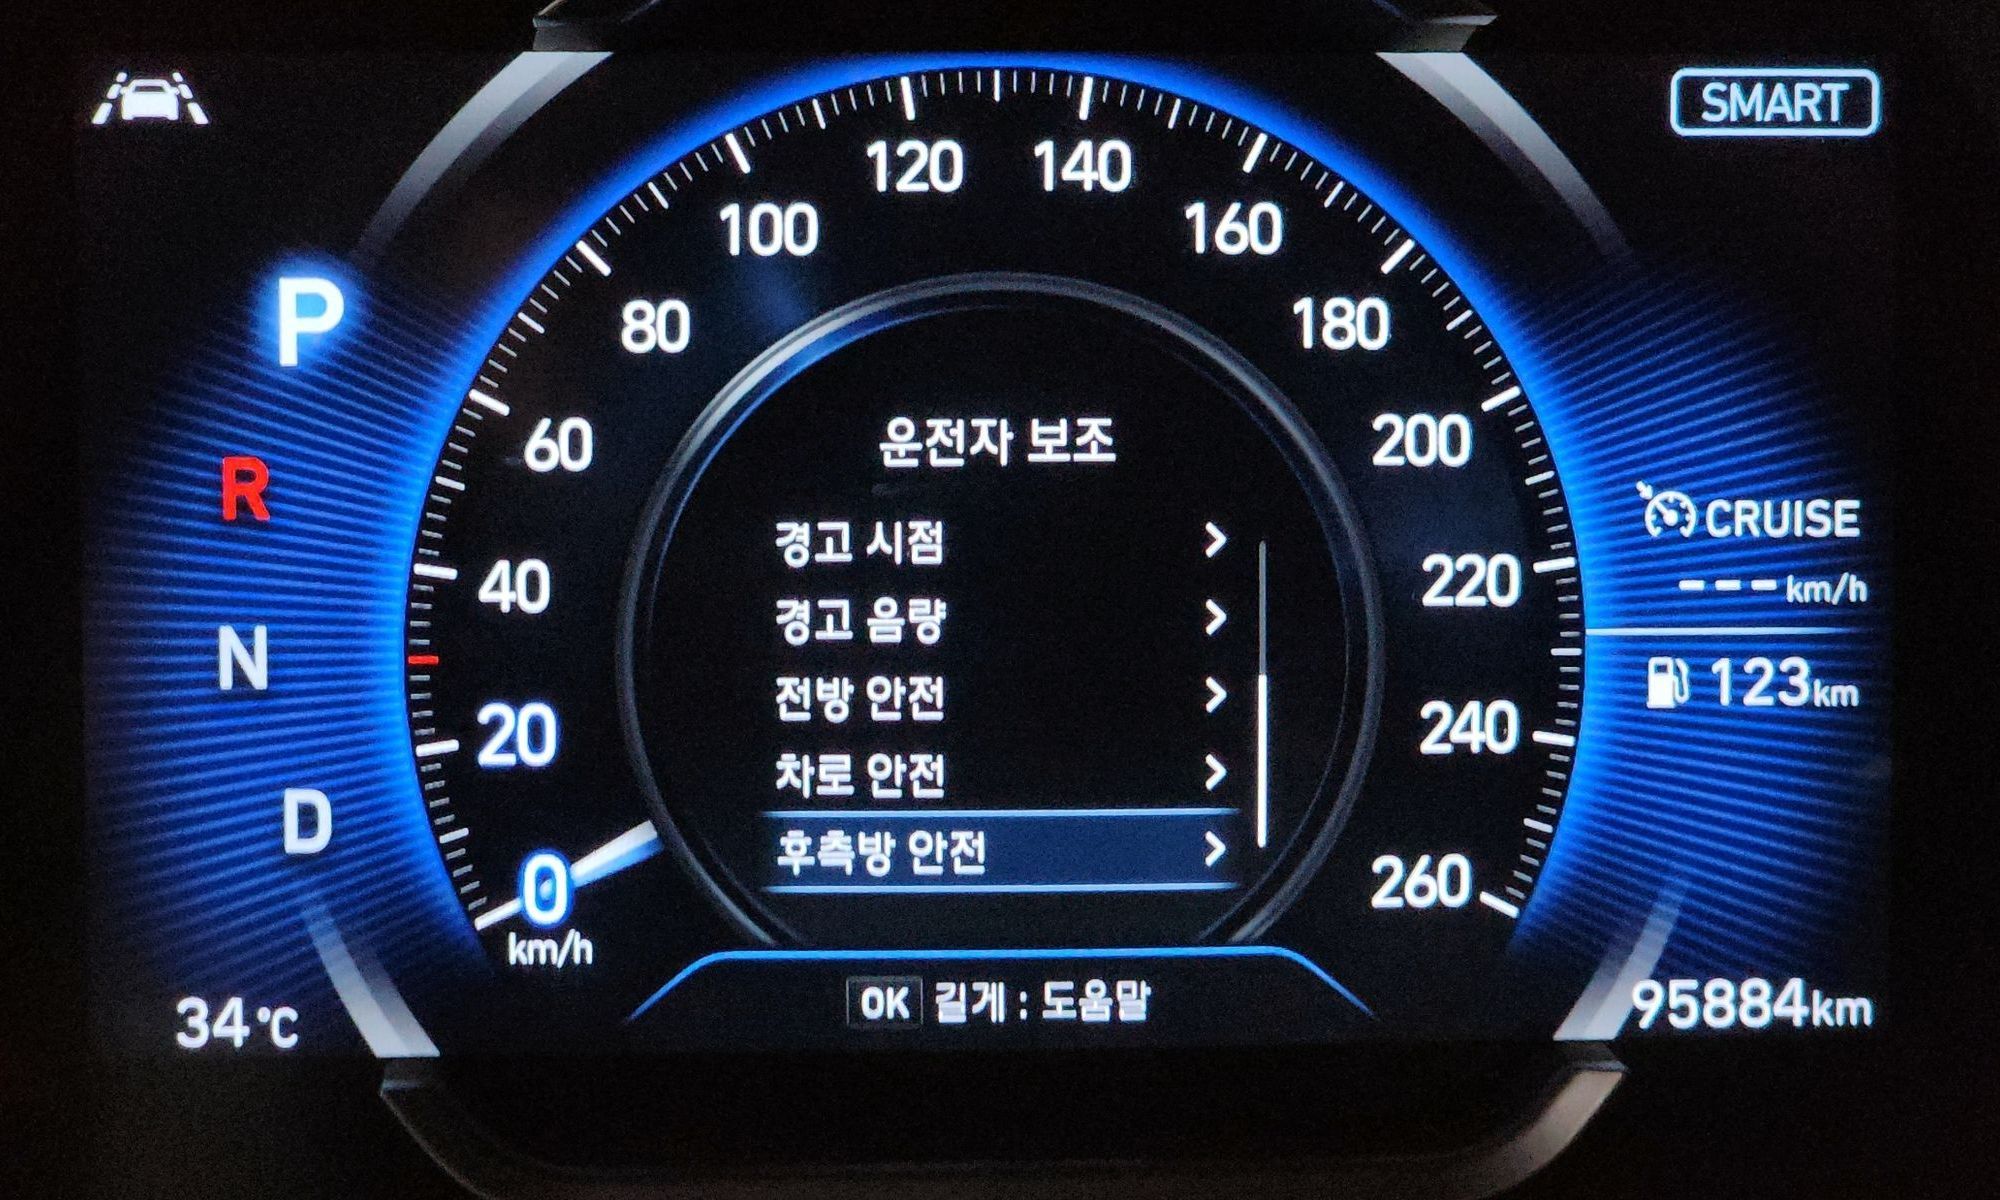 SMART
120 140
100 160
80 180
60 200
40 220
20 240
0 260
km/h
P
R
N
D
운전자 보조
경고 시점 >
경고 음량 >
전방 안전 >
차로 안전 >
후측방 안전 >
OK 길게 : 도움말
CRUISE
---km/h
123km
34°C
95884km